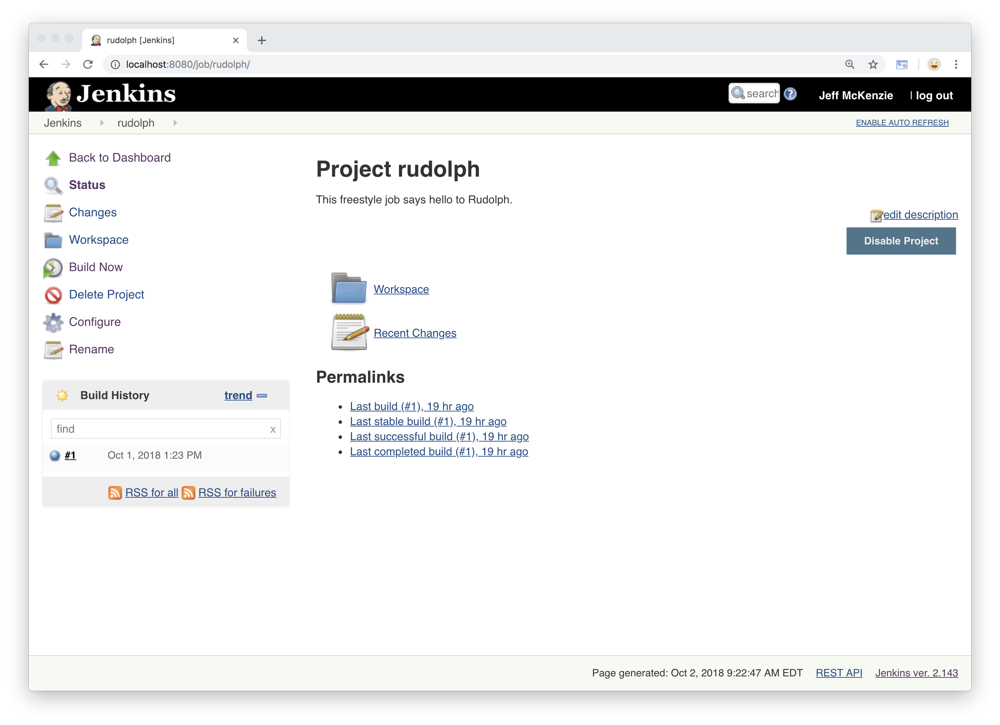 rudolph [Jenkins]
localhost:8080/job/rudolph/
Jenkins
search
Jeff McKenzie
| log out
Jenkins
rudolph
ENABLE AUTO REFRESH
Back to Dashboard
Status
Changes
Workspace
Build Now
Delete Project
Configure
Rename
Build History
trend
find
x
#1
Oct 1, 2018 1:23 PM
RSS for all
RSS for failures
Project rudolph
This freestyle job says hello to Rudolph.
edit description
Disable Project
Workspace
Recent Changes
Permalinks
Last build (#1), 19 hr ago
Last stable build (#1), 19 hr ago
Last successful build (#1), 19 hr ago
Last completed build (#1), 19 hr ago
Page generated: Oct 2, 2018 9:22:47 AM EDT
REST API
Jenkins ver. 2.143